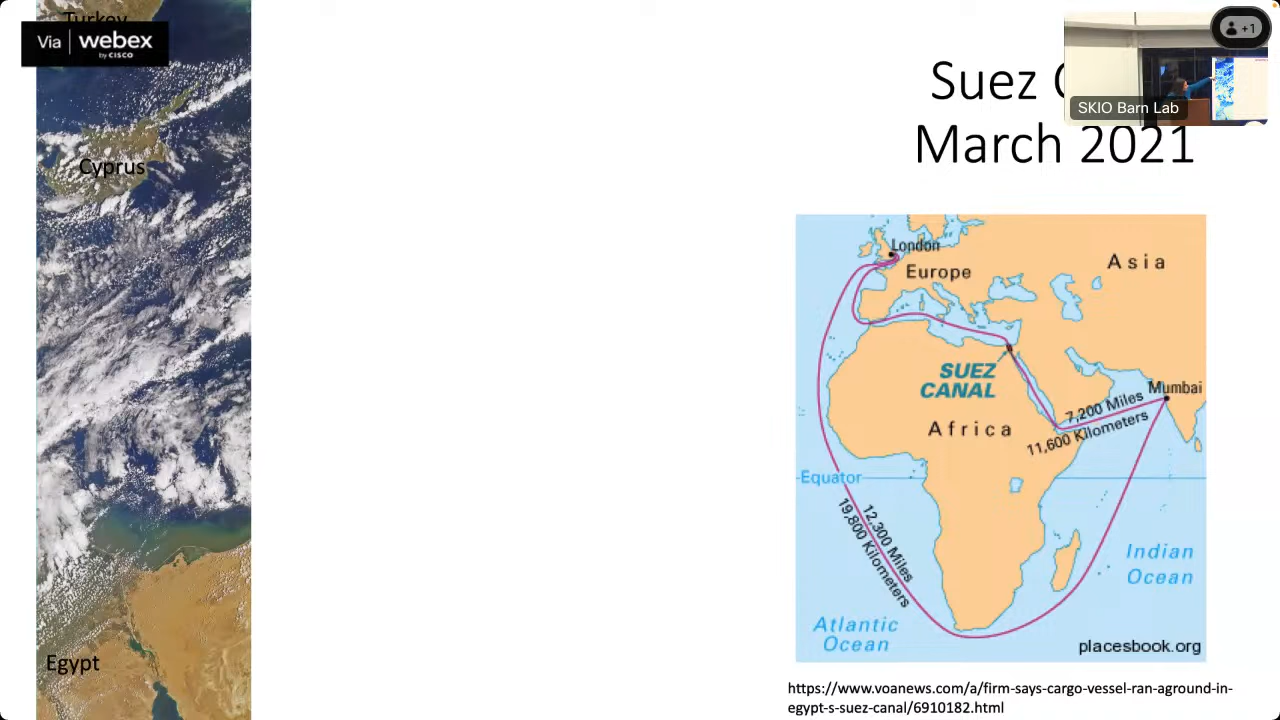 Turkey
Via webex
by CISCO
Cyprus
Egypt
Suez
March 2021
+1
SKIO Barn Lab
London
Europe
Asia
SUEZ
CANAL
Africa
Mumbai
7,200 Miles
11,600 Kilometers
Equator
12,300 Miles
19,800 Kilometers
Indian
Ocean
Atlantic
Ocean
placesbook.org
https://www.voanews.com/a/firm-says-cargo-vessel-ran-aground-in-
egypt-s-suez-canal/6910182.html